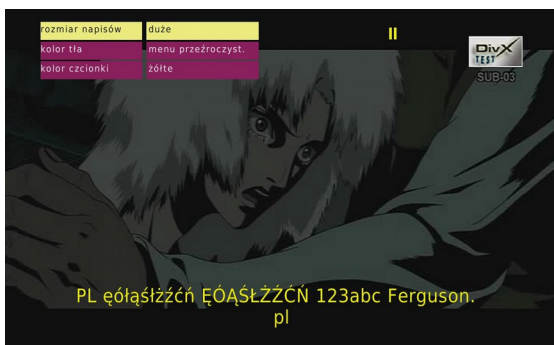 rozmiar napisów duże
kolor tła menu przeźroczyst.
kolor czcionki żółte
DivX
TEST
SUB-03
PL ęółąśłżźćń ĘÓĄŚŁŻŹĆŃ 123abc Ferguson.
pl